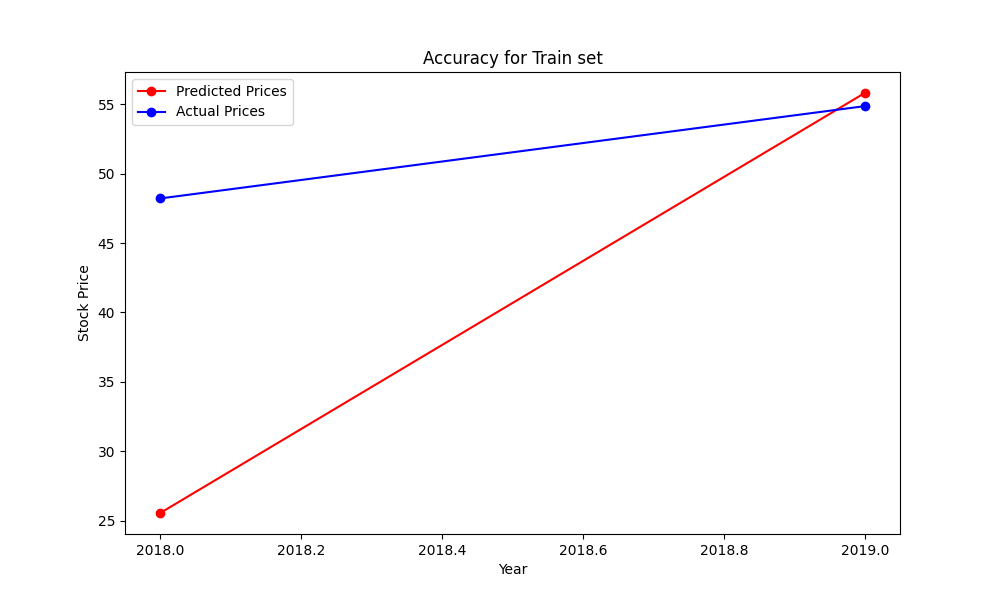 Accuracy for Train set
Predicted Prices
Actual Prices
55
50
45
40
35
30
25
Stock Price
2018.0 2018.2 2018.4 2018.6 2018.8 2019.0
Year